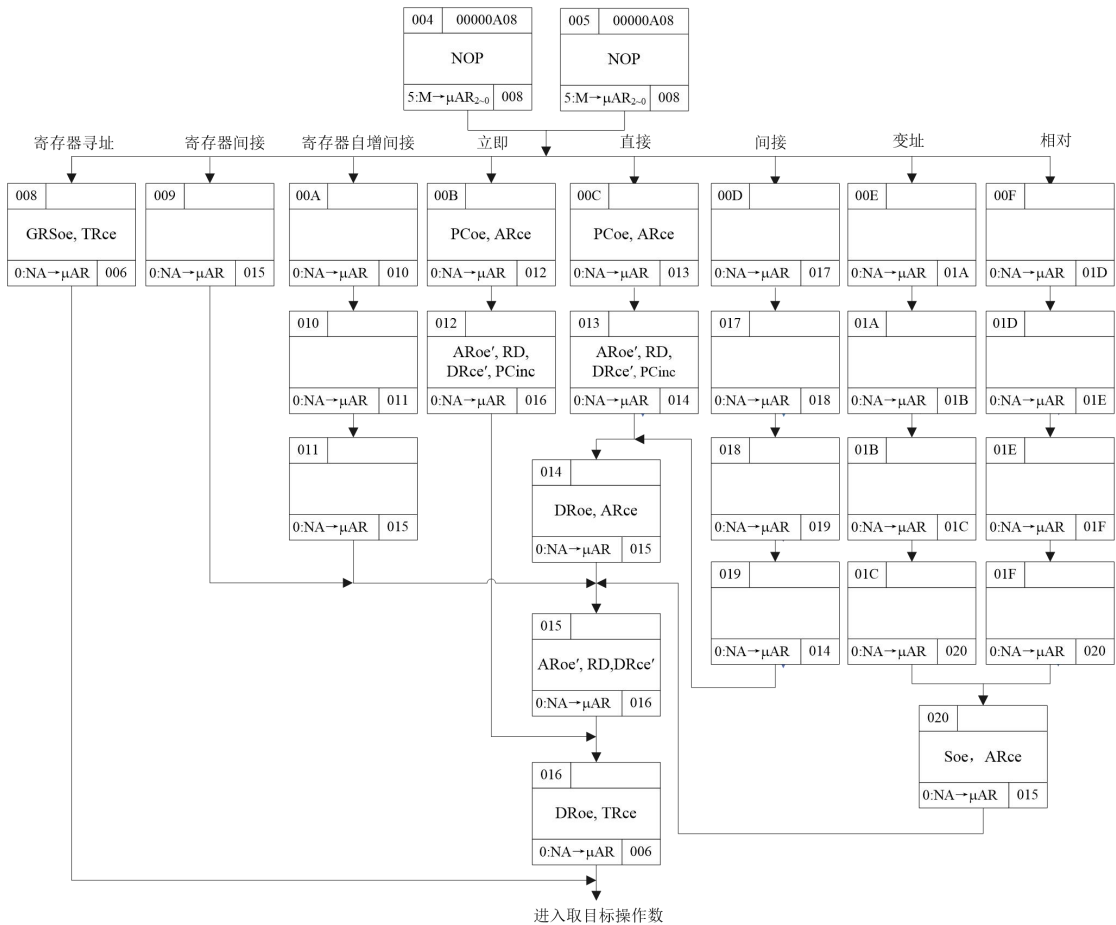 004 00000A08
NOP
5:M→μAR2~0 008
005 00000A08
NOP
5:M→μAR2~0 008
寄存器寻址
寄存器间接
寄存器自增间接
立即
直接
间接
变址
相对
008
GRSoe, TRce
0:NA→μAR 006
009
0:NA→μAR 015
00A
0:NA→μAR 010
00B
PCoe, ARce
0:NA→μAR 012
00C
PCoe, ARce
0:NA→μAR 013
00D
0:NA→μAR 017
00E
0:NA→μAR 01A
00F
0:NA→μAR 01D
010
0:NA→μAR 011
012
ARoe′, RD,
DRce′, PCinc
0:NA→μAR 016
013
ARoe′, RD,
DRce′, PCinc
0:NA→μAR 014
017
0:NA→μAR 018
01A
0:NA→μAR 01B
01D
0:NA→μAR 01E
011
0:NA→μAR 015
014
DRoe, ARce
0:NA→μAR 015
018
0:NA→μAR 019
01B
0:NA→μAR 01C
01E
0:NA→μAR 01F
019
0:NA→μAR 014
01C
0:NA→μAR 020
01F
0:NA→μAR 020
015
ARoe′, RD,DRce′
0:NA→μAR 016
020
Soe，ARce
0:NA→μAR 015
016
DRoe, TRce
0:NA→μAR 006
进入取目标操作数